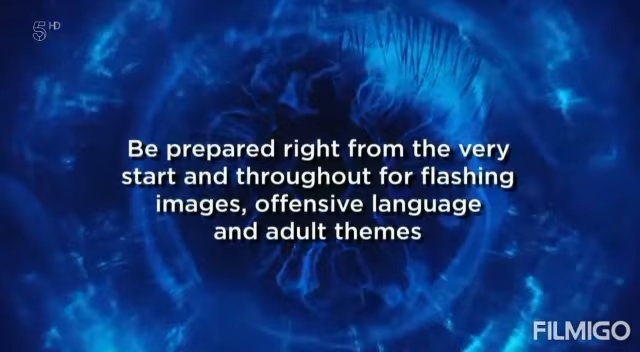 5 HD
Be prepared right from the very
start and throughout for flashing
images, offensive language
and adult themes
FILMIGO